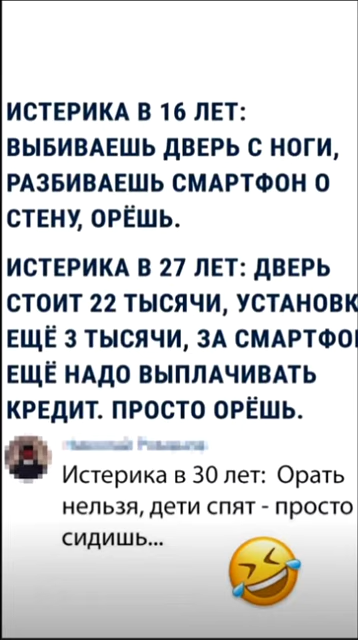 ИСТЕРИКА В 16 ЛЕТ:
ВЫБИВАЕШЬ ДВЕРЬ С НОГИ,
РАЗБИВАЕШЬ СМАРТФОН О
СТЕНУ, ОРЁШЬ.
ИСТЕРИКА В 27 ЛЕТ: ДВЕРЬ
СТОИТ 22 ТЫСЯЧИ, УСТАНОВК
ЕЩЁ 3 ТЫСЯЧИ, ЗА СМАРТФО
ЕЩЁ НАДО ВЫПЛАЧИВАТЬ
КРЕДИТ. ПРОСТО ОРЁШЬ.
Истерика в 30 лет: Орать
нельзя, дети спят - просто
сидишь...